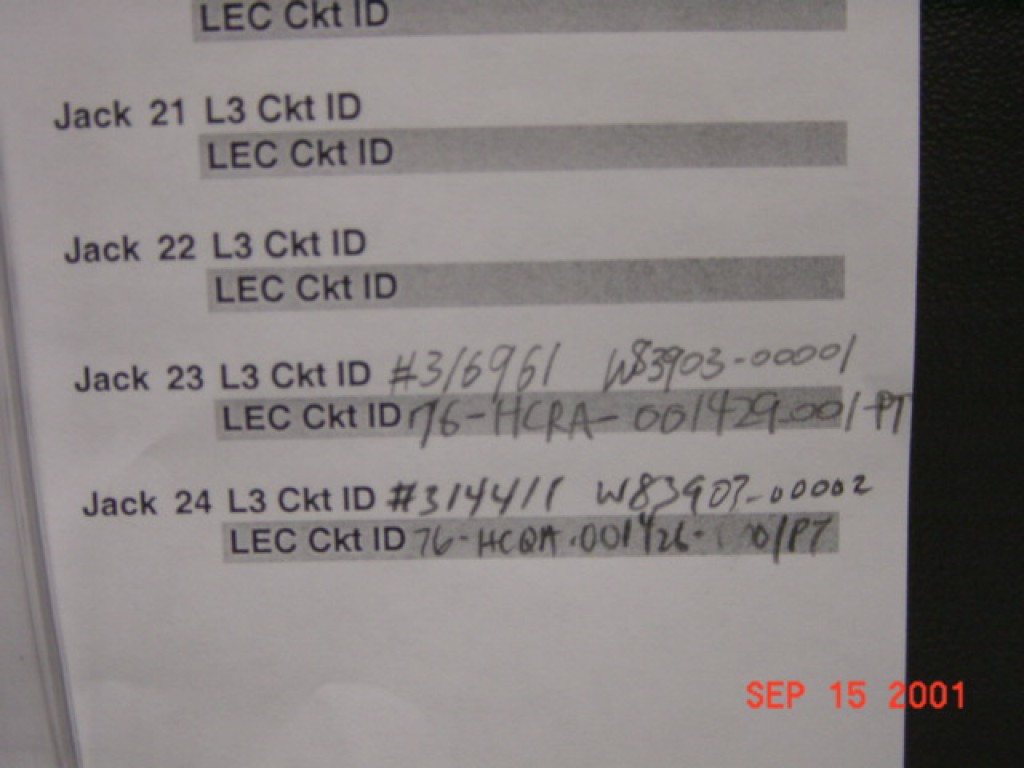 LEC Ckt ID
Jack 21 L3 Ckt ID
LEC Ckt ID
Jack 22 L3 Ckt ID
LEC Ckt ID
Jack 23 L3 Ckt ID #316961 W83903-00001
LEC Ckt ID 76-HCRA-001429-001-PT
Jack 24 L3 Ckt ID #314411 W83907-00002
LEC Ckt ID 76-HCQA-001426-
SEP 15 2001